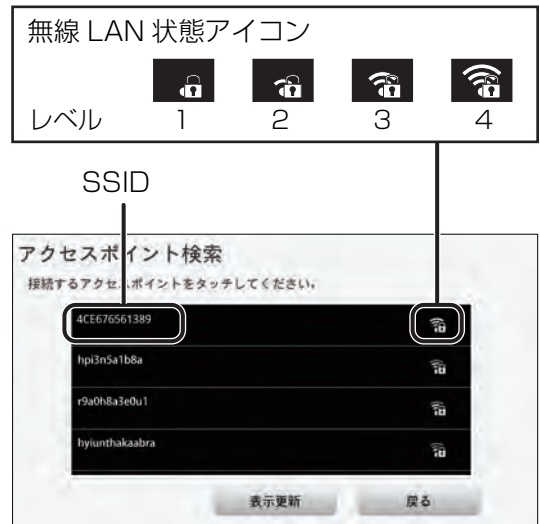 無線 LAN 状態アイコン
レベル 1 2 3 4
SSID
アクセスポイント検索
接続するアクセスポイントをタッチしてください。
4CE676561389
hpi3n5a1b8a
r9a0h8a3e0u1
hyiunthakaabra
表示更新 戻る